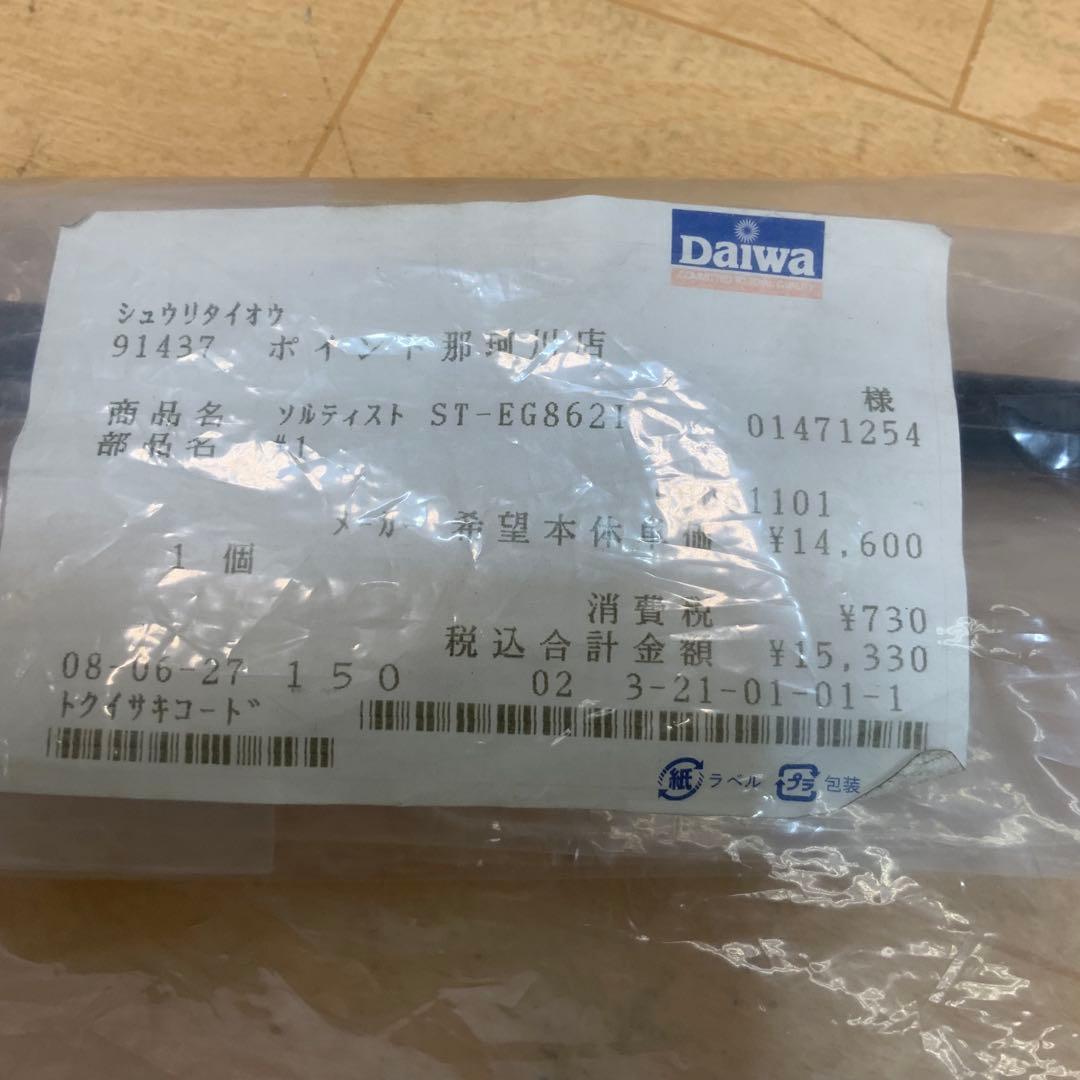 Daiwa
シュウリタイオウ
91437 ポイント那珂川店
様
商品名 ソルティスト ST-EG862I 01471254
部品名 #1
1101
メーカー希望本体単価 ¥14,600
1個
消費税 ¥730
税込合計金額 ¥15,330
08-06-27 150 02 3-21-01-01-1
トクイサキコード
紙 ラベル プラ 包装